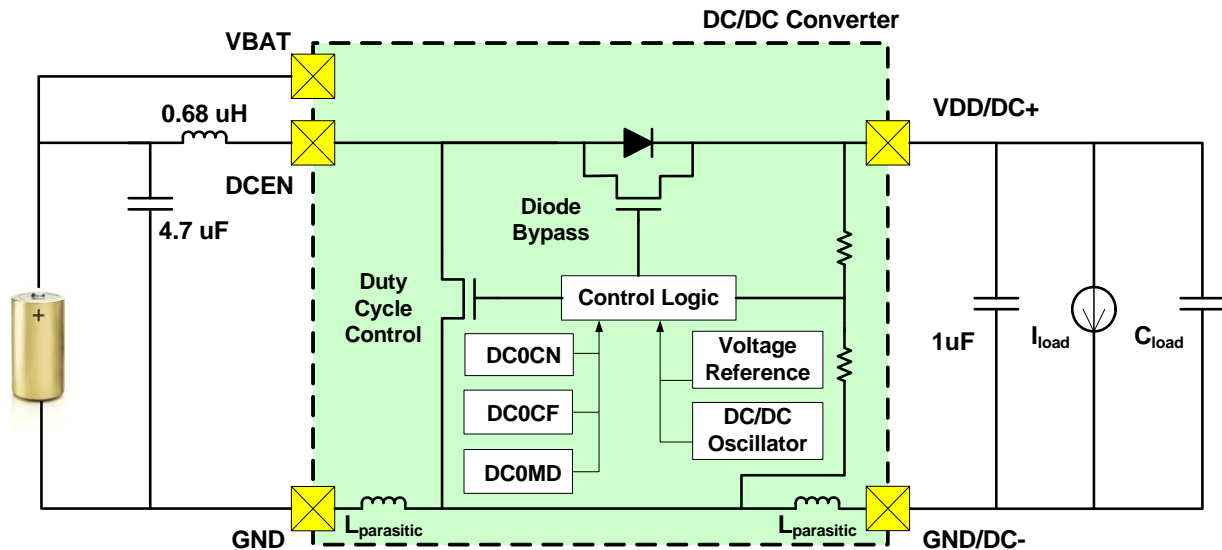 DC/DC Converter
VBAT
0.68 uH
VDD/DC+
DCEN
4.7 uF
Diode
Bypass
Duty
Cycle
Control
Control Logic
+
1uF
Iload
Cload
DC0CN
Voltage
Reference
DC0CF
DC/DC
Oscillator
DC0MD
GND
Lparasitic
Lparasitic
GND/DC-